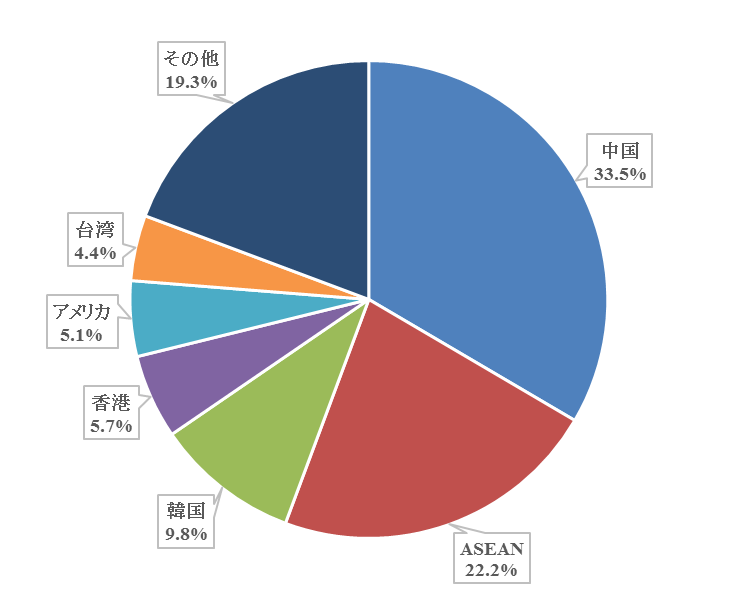 その他
19.3%
中国
33.5%
台湾
4.4%
アメリカ
5.1%
香港
5.7%
韓国
9.8%
ASEAN
22.2%